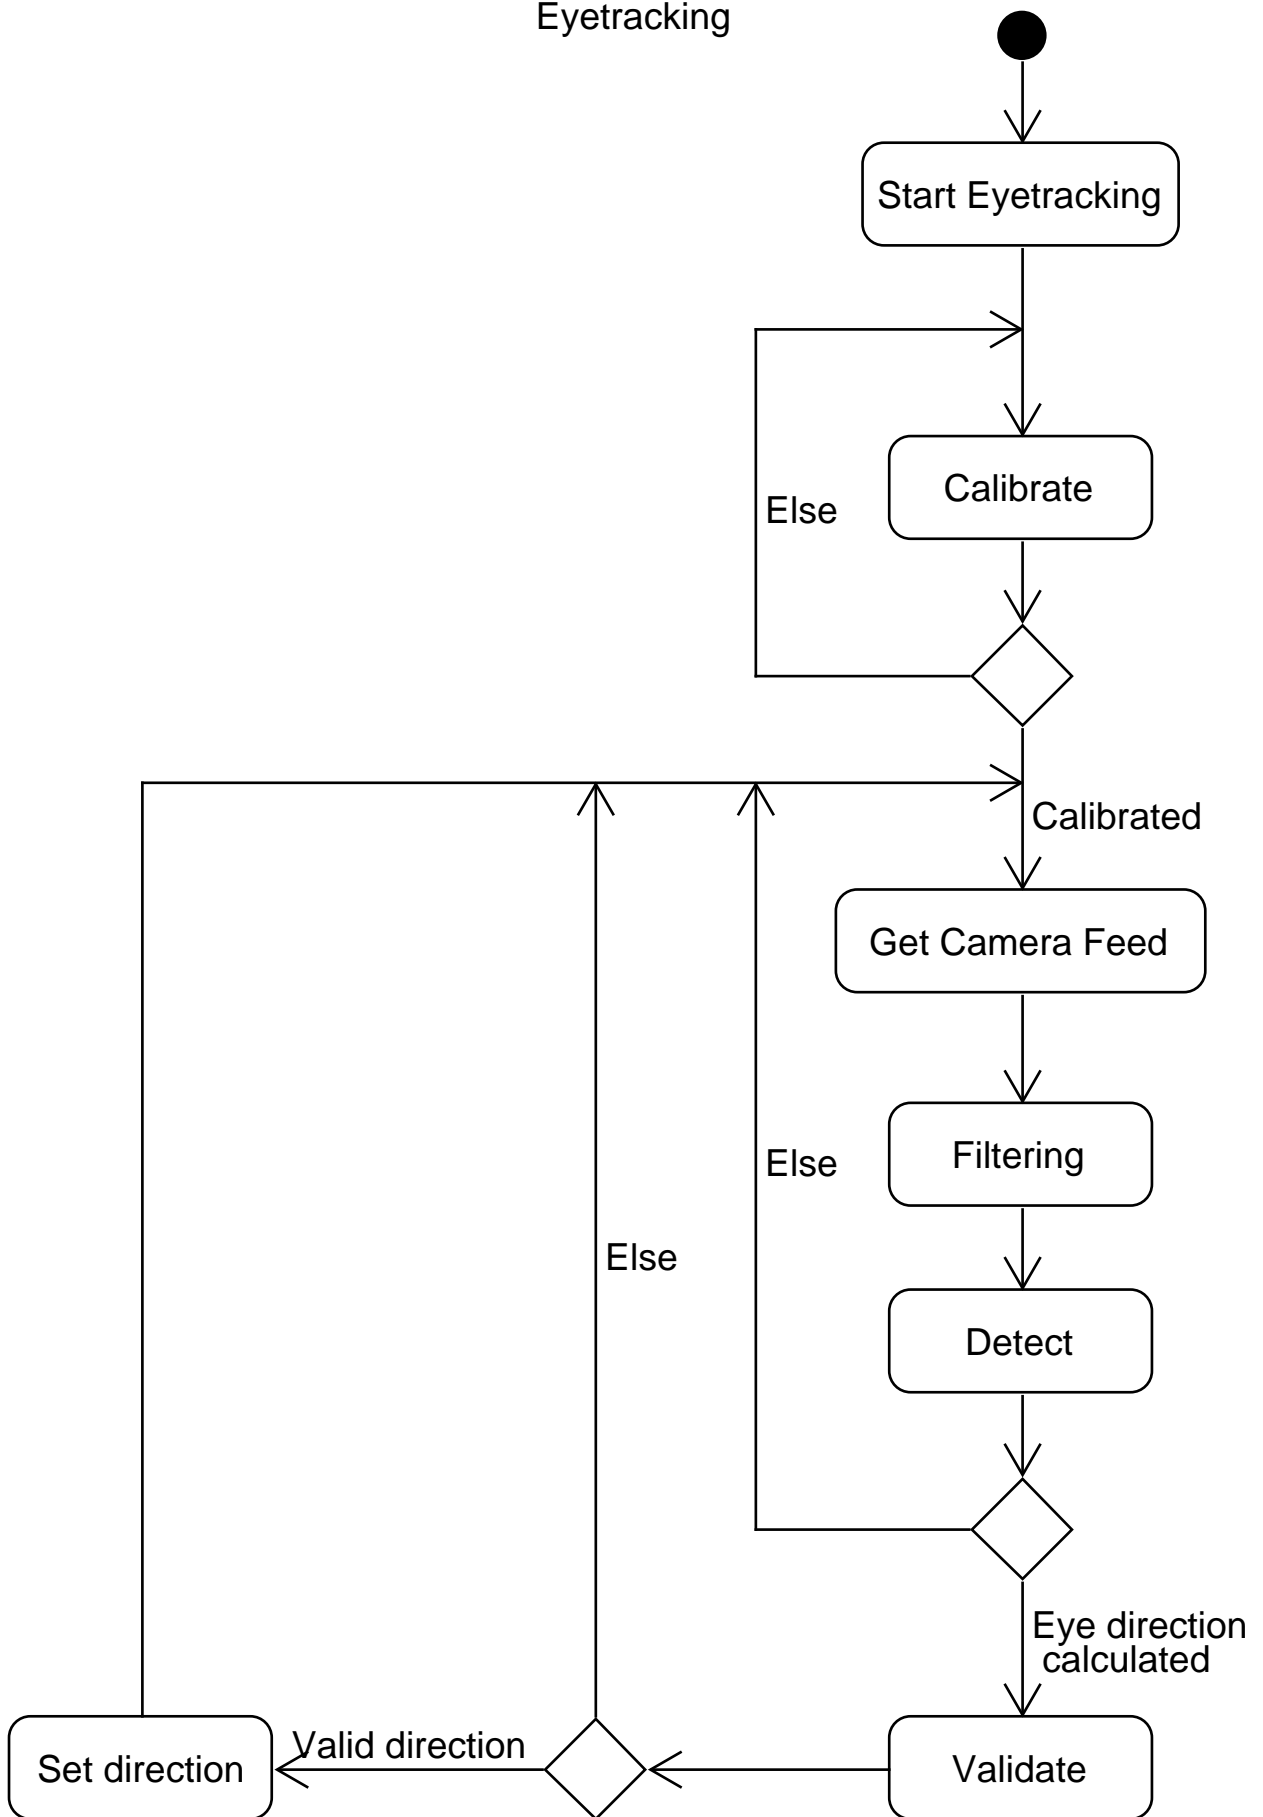 Eyetracking
Start Eyetracking
Calibrate
Else
Calibrated
Get Camera Feed
Filtering
Else
Else
Detect
Eye direction
calculated
Valid direction
Set direction
Validate